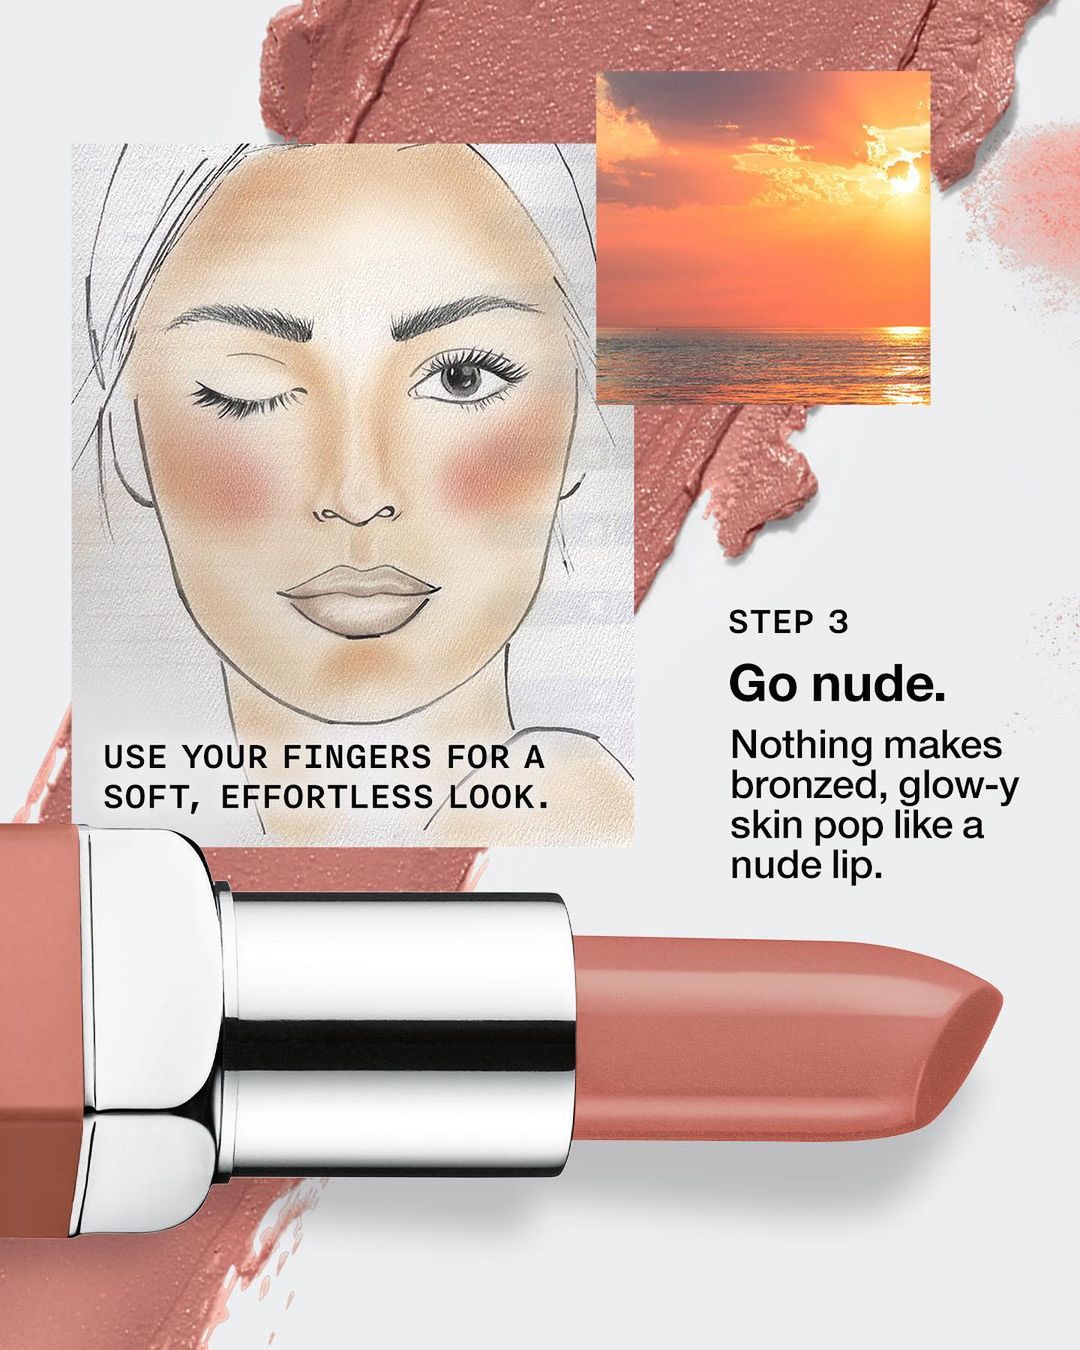 USE YOUR FINGERS FOR A
SOFT, EFFORTLESS LOOK.
STEP 3
Go nude.
Nothing makes
bronzed, glow-y
skin pop like a
nude lip.